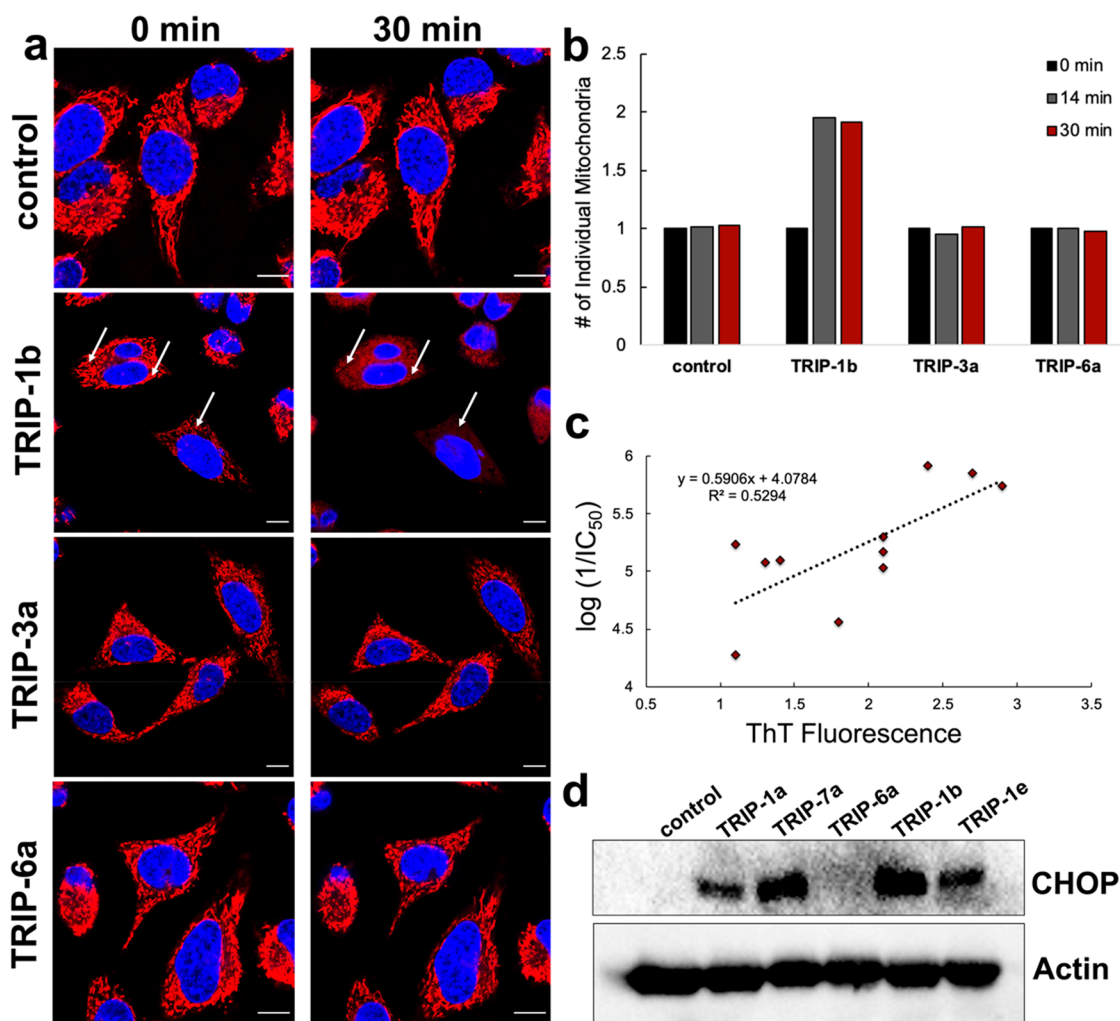 a
0 min
30 min
control
TRIP-1b
TRIP-3a
TRIP-6a
b
# of Individual Mitochondria
2.5
2
1.5
1
0.5
0
0 min
14 min
30 min
control
TRIP-1b
TRIP-3a
TRIP-6a
c
log (1/IC50)
6
5.5
5
4.5
4
y = 0.5906x + 4.0784
R² = 0.5294
0.5
1
1.5
2
2.5
3
3.5
ThT Fluorescence
d
control
TRIP-1a
TRIP-7a
TRIP-6a
TRIP-1b
TRIP-1e
CHOP
Actin